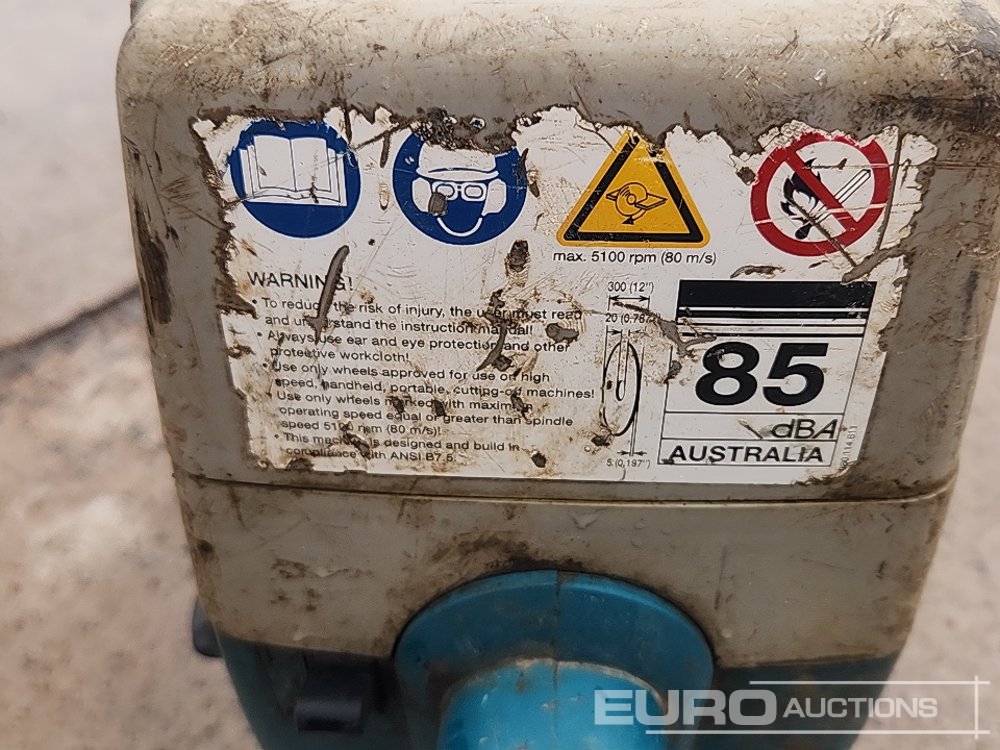 max. 5100 rpm (80 m/s)
WARNING!
• To reduce the risk of injury, the user must read
and understand the instruction manual!
• Always use ear and eye protection and other
protective workcloth!
• Use only wheels approved for use on high
speed, handheld, portable, cutting-off machines!
Use only wheels marked with maximum
operating speed equal or greater than spindle
speed 5100 rpm (80 m/s)!
• This machine is designed and build in
compliance with ANSI B7.5.
300 (12")
20 (0,787")
5 (0,197")
85
dBA
AUSTRALIA
EURO AUCTIONS